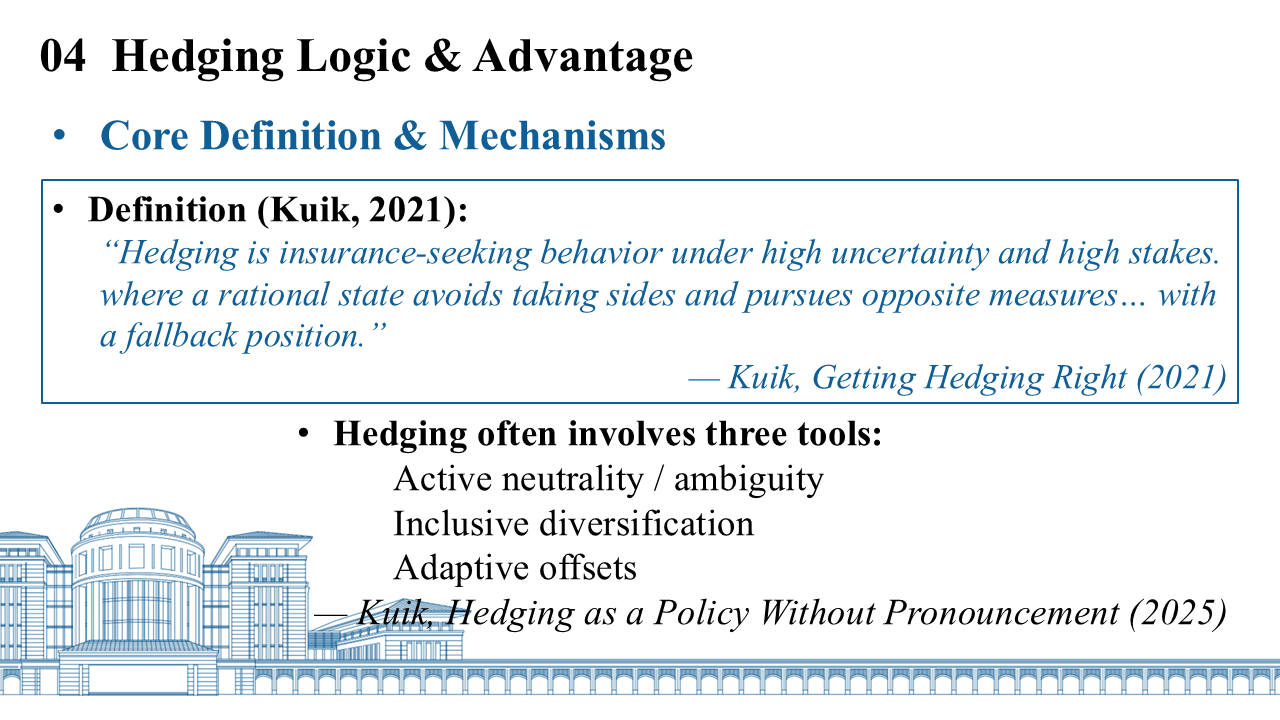 04 Hedging Logic & Advantage
• Core Definition & Mechanisms
• Definition (Kuik, 2021):
“Hedging is insurance-seeking behavior under high uncertainty and high stakes.
where a rational state avoids taking sides and pursues opposite measures… with
a fallback position.”
— Kuik, Getting Hedging Right (2021)
• Hedging often involves three tools:
Active neutrality / ambiguity
Inclusive diversification
Adaptive offsets
— Kuik, Hedging as a Policy Without Pronouncement (2025)